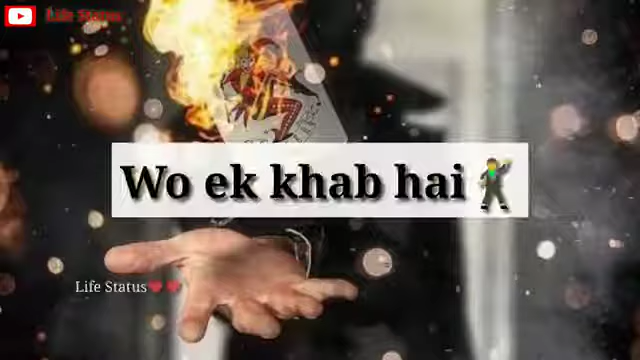 Life Status
Wo ek khab hai🕺
Life Status❤❤